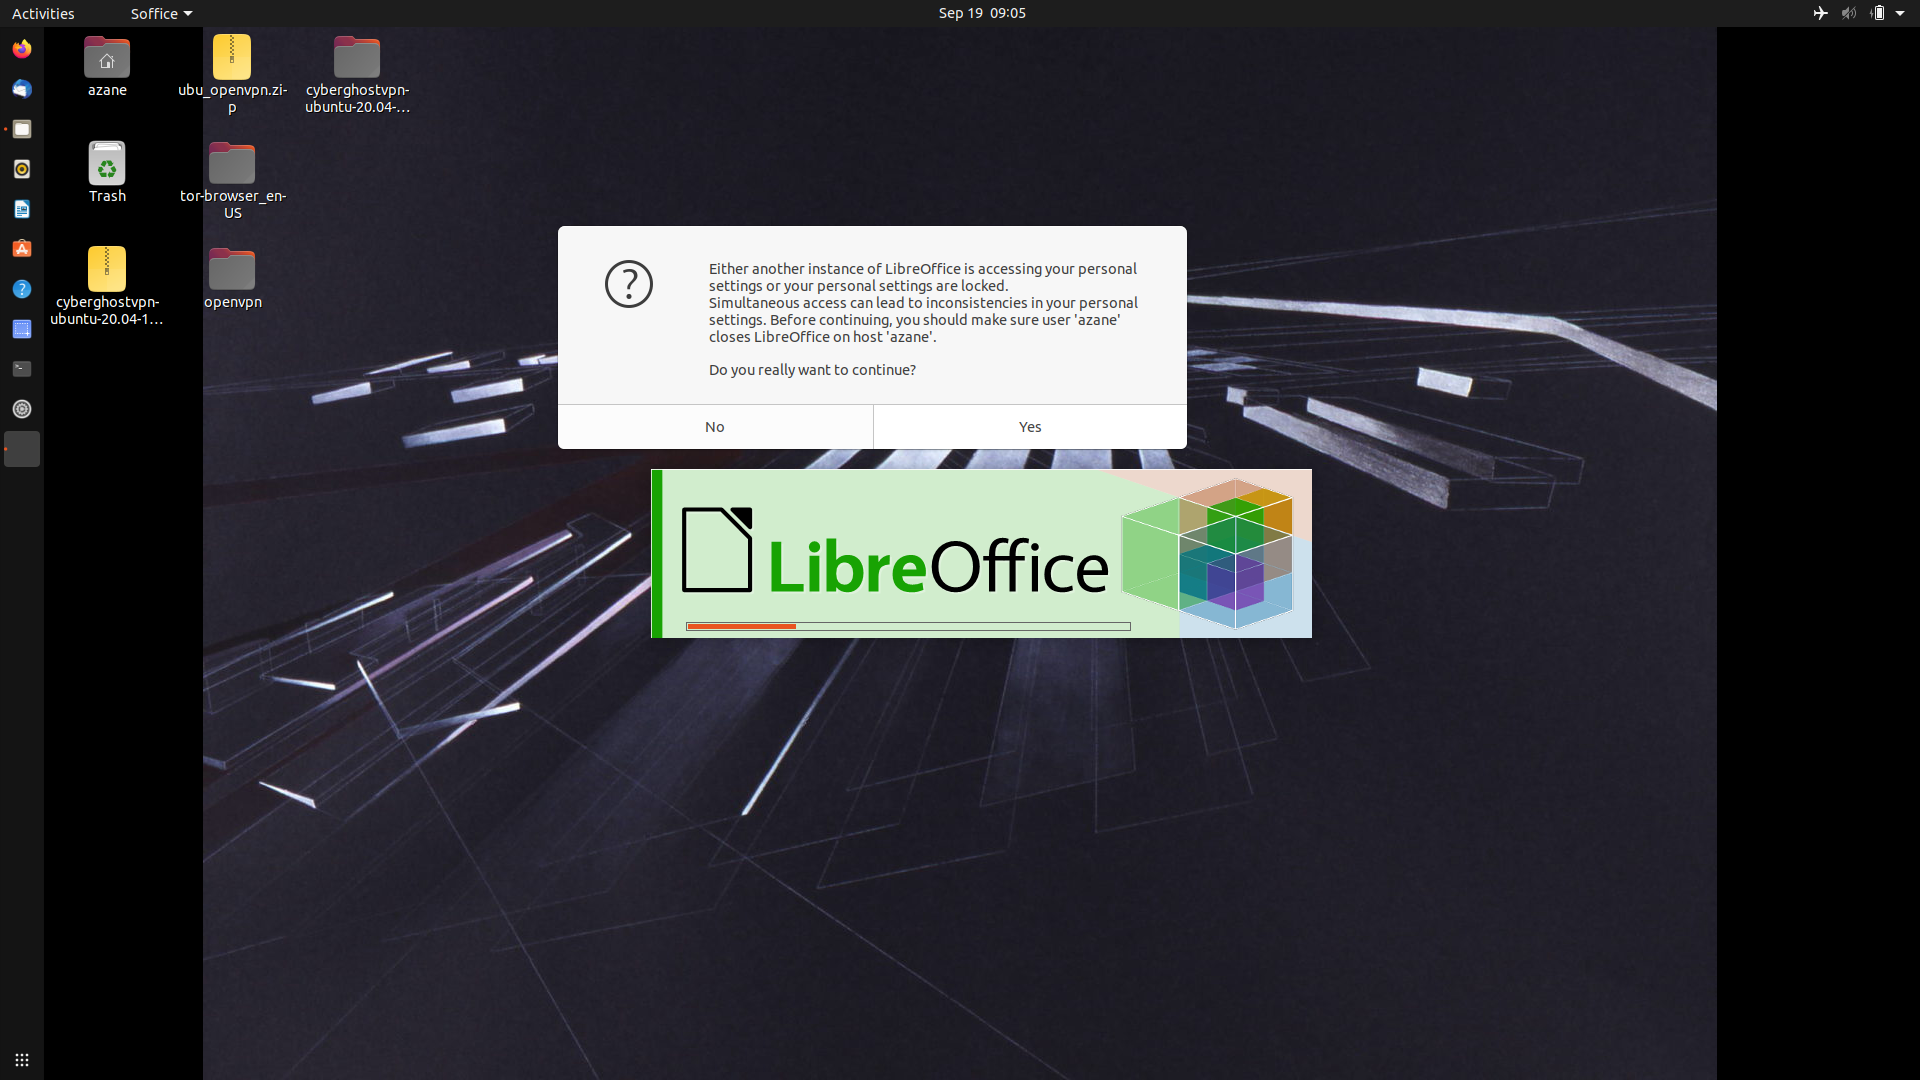 Activities
Soffice
Sep 19 09:05
azane
ubu_openvpn.zi-
p
cyberghostvpn-
ubuntu-20.04-...
Trash
tor-browser_en-
US
cyberghostvpn-
ubuntu-20.04-1...
openvpn
Either another instance of LibreOffice is accessing your personal
settings or your personal settings are locked.
Simultaneous access can lead to inconsistencies in your personal
settings. Before continuing, you should make sure user 'azane'
closes LibreOffice on host 'azane'.
Do you really want to continue?
No
Yes
LibreOffice